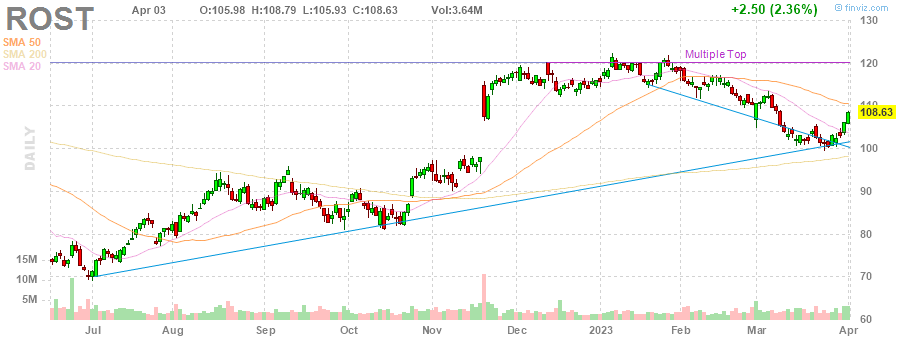 ROST Apr 03 O:105.98 H:108.79 L:105.93 C:108.63 Vol:3.64M +2.50 (2.36%) © finviz.com
SMA 50
SMA 200
SMA 20
Multiple Top
DAILY
130
120
110
108.63
100
90
80
70
60
15M
10M
5M
Jul Aug Sep Oct Nov Dec 2023 Feb Mar Apr